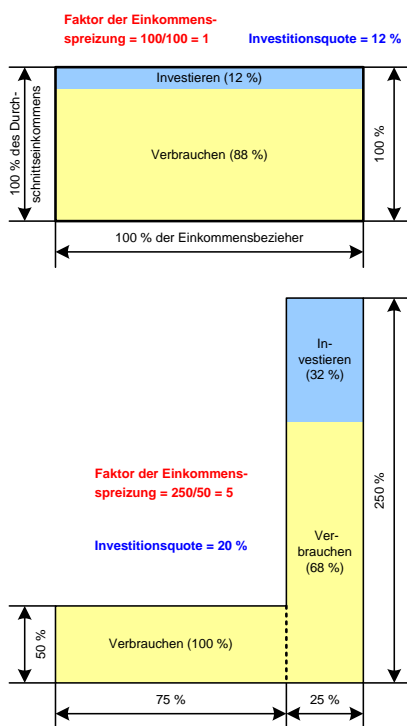 Faktor der Einkommens-
spreizung = 100/100 = 1
Investitionsquote = 12 %
100 % des Durch-
schnittseinkommens
Investieren (12 %)
Verbrauchen (88 %)
100 %
100 % der Einkommensbezieher
In-
vestieren
(32 %)
250 %
Faktor der Einkommens-
spreizung = 250/50 = 5
Investitionsquote = 20 %
Ver-
brauchen
(68 %)
50 %
Verbrauchen (100 %)
75 %
25 %